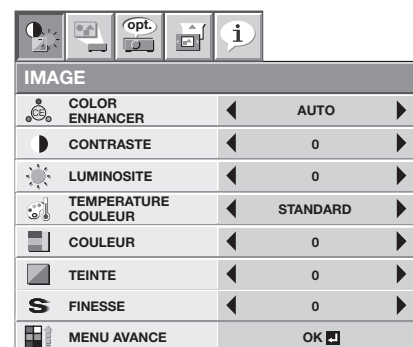 opt.
i
IMAGE
CE
COLOR
ENHANCER
AUTO
CONTRASTE
0
LUMINOSITE
0
TEMPERATURE
COULEUR
STANDARD
COULEUR
0
TEINTE
0
S
FINESSE
0
MENU AVANCE
OK